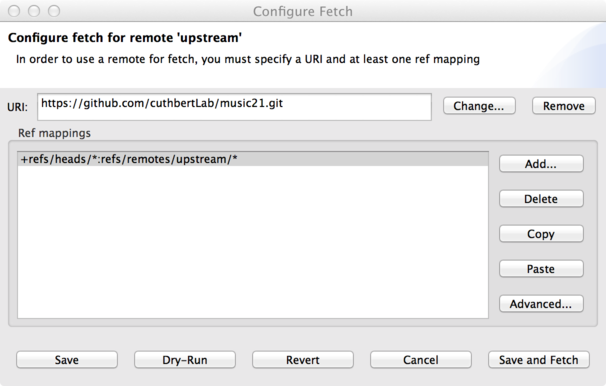 Configure Fetch
Configure fetch for remote 'upstream'
In order to use a remote for fetch, you must specify a URI and at least one ref mapping
URI: https://github.com/cuthbertLab/music21.git Change... Remove
Ref mappings
+refs/heads/*:refs/remotes/upstream/* Add...
Delete
Copy
Paste
Advanced...
Save Dry-Run Revert Cancel Save and Fetch